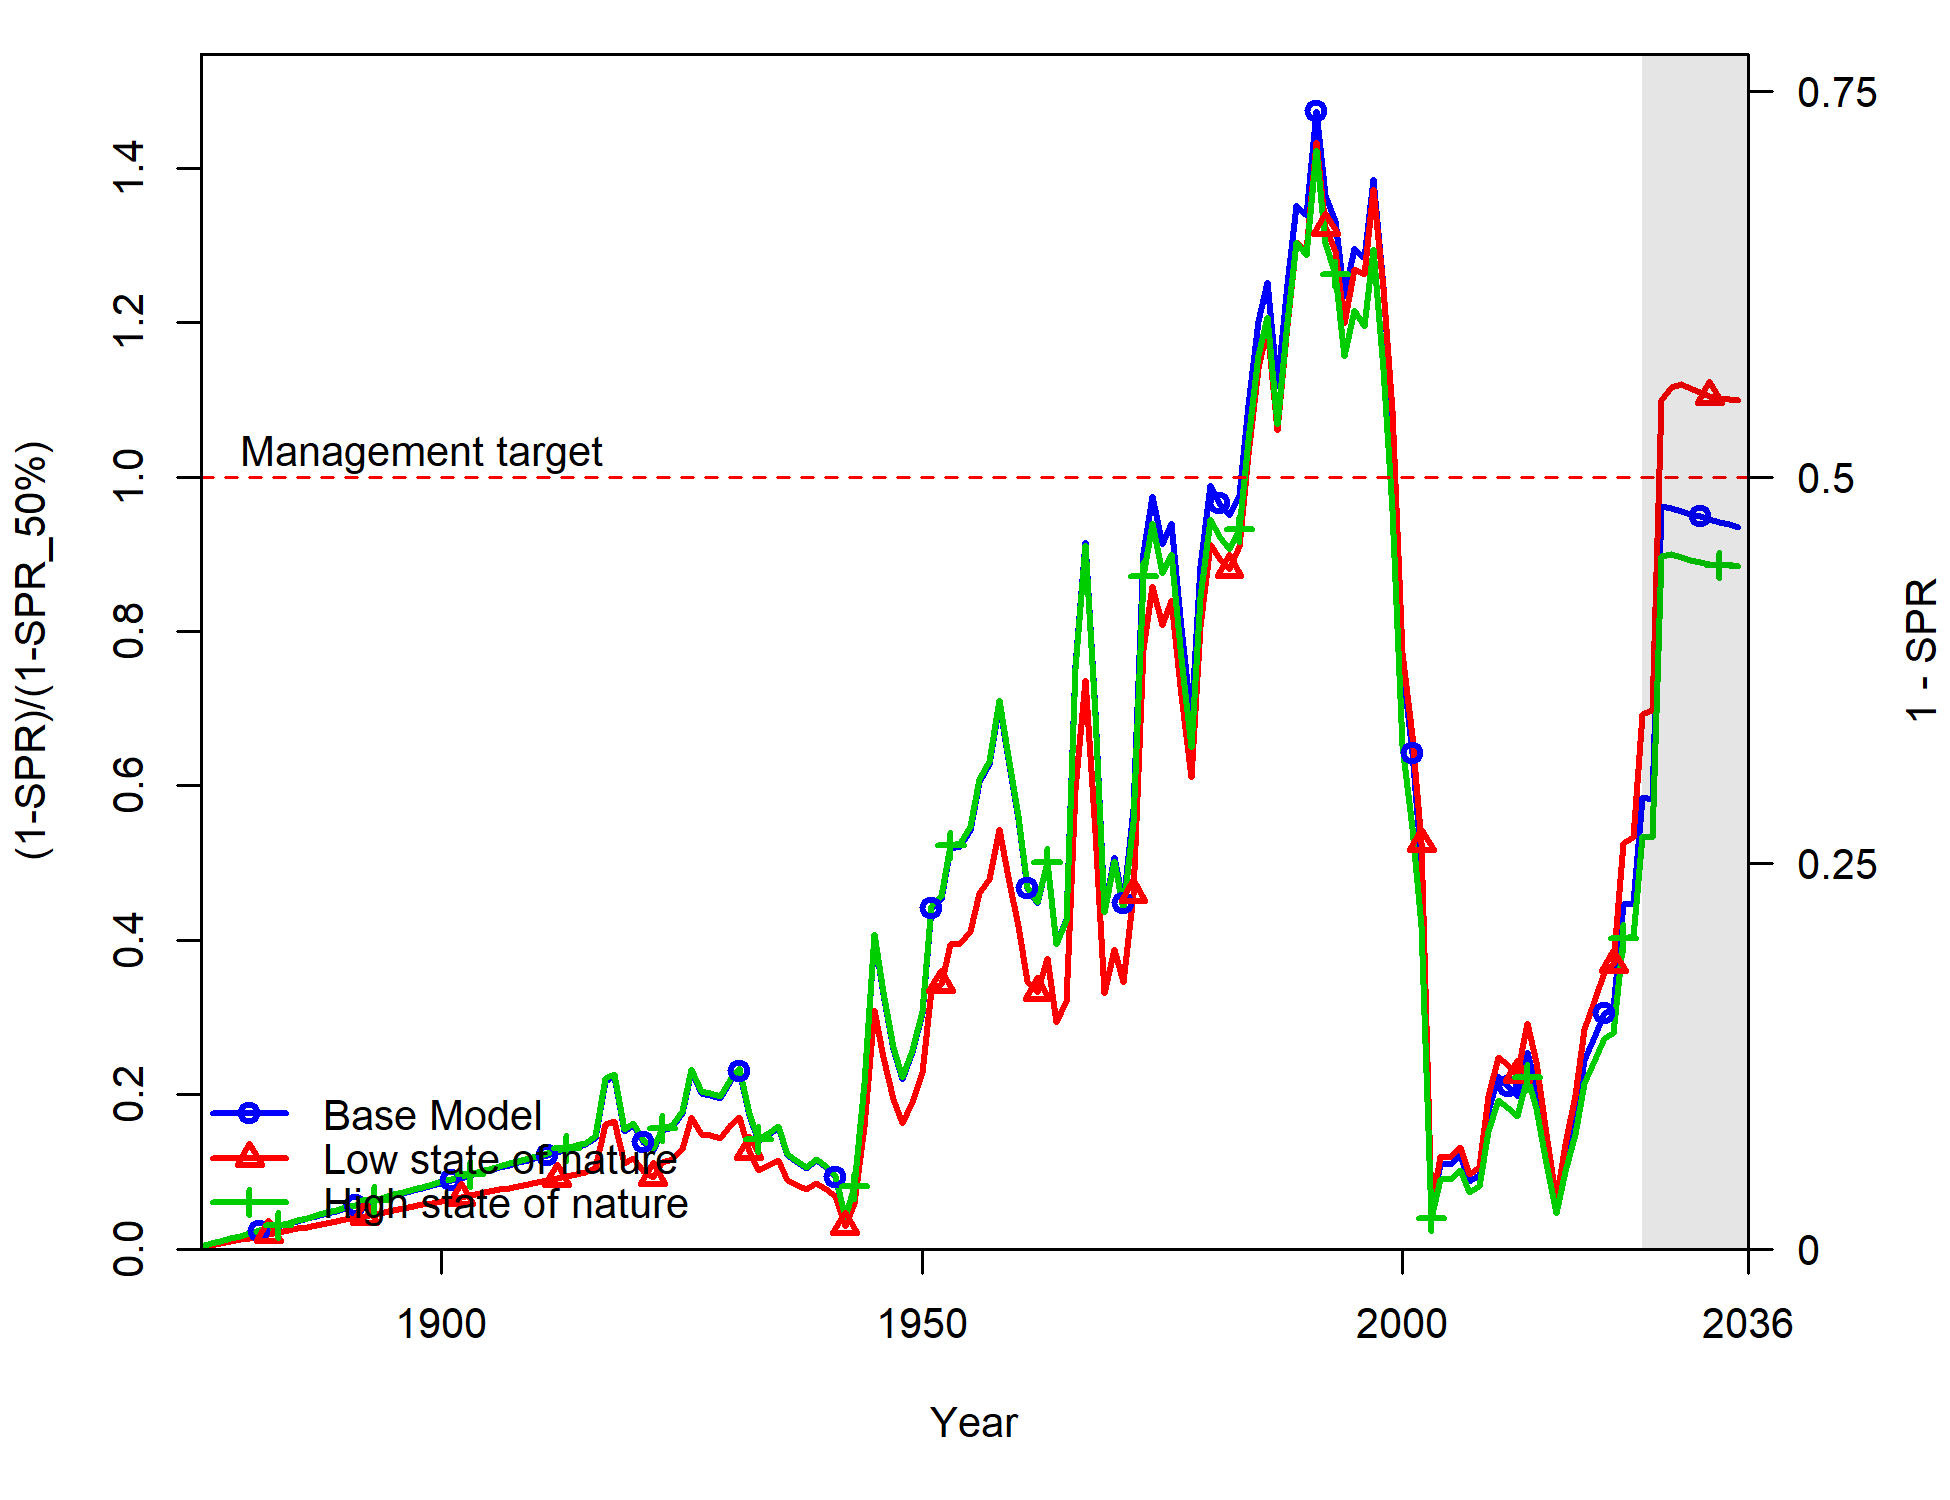 0.75
1.4
1.2
Management target
1.0
0.5
(1-SPR)/(1-SPR_50%)
0.8
1 - SPR
0.6
0.25
0.4
0.2
Base Model
Low state of nature
High state of nature
0.0
0
1900
1950
2000
2036
Year